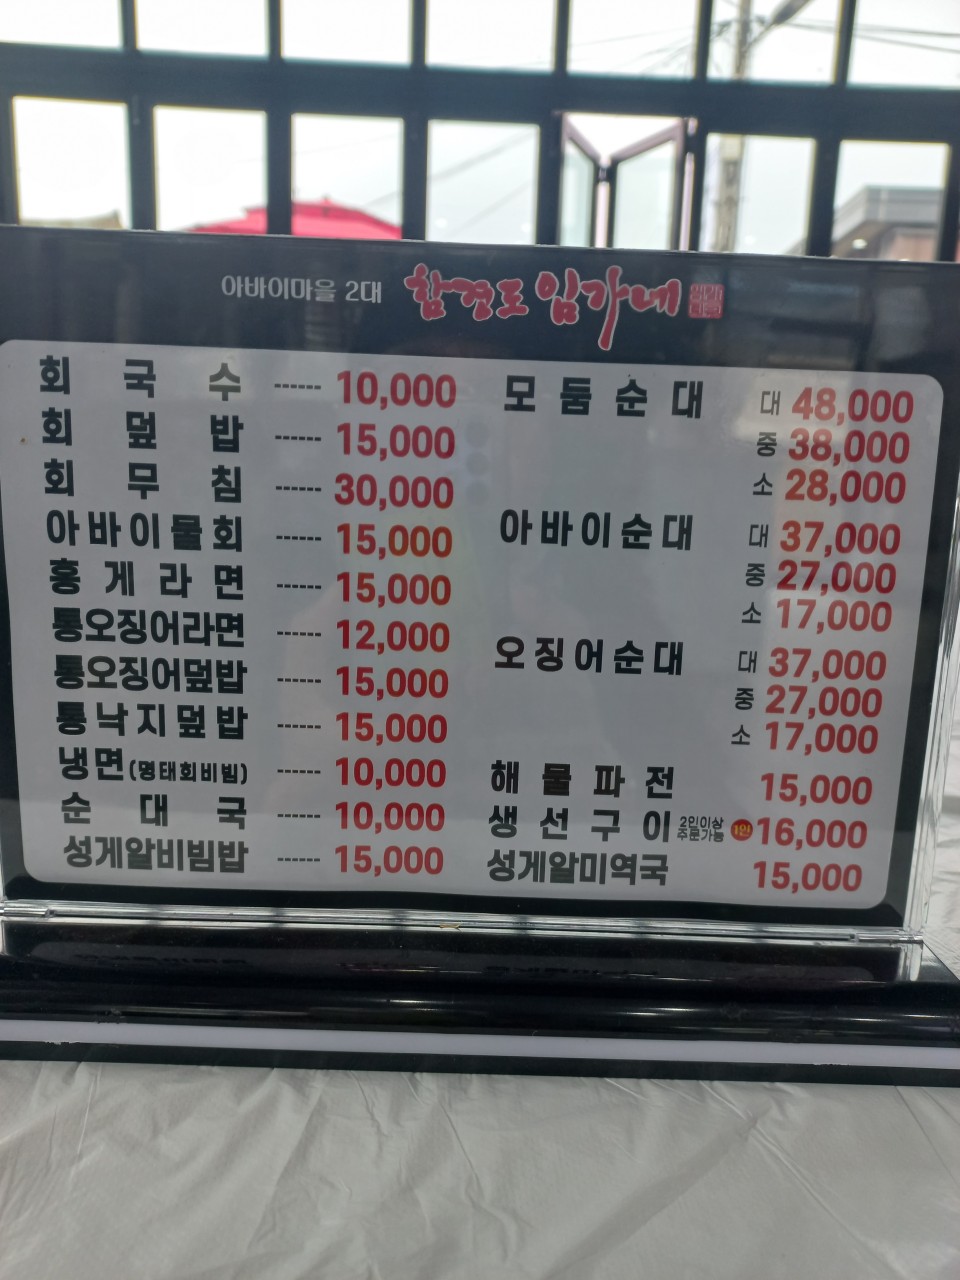 아바이마을 2대 함경도 임가네
회국수 ------ 10,000
회덮밥 ------ 15,000
회무침 ------ 30,000
아바이물회 ------ 15,000
홍게라면 ------ 15,000
통오징어라면 ------ 12,000
통오징어덮밥 ------ 15,000
통낙지덮밥 ------ 15,000
냉면(명태회비빔) ------ 10,000
순대국 ------ 10,000
성게알비빔밥 ------ 15,000
모둠순대 대 48,000
중 38,000
소 28,000
아바이순대 대 37,000
중 27,000
소 17,000
오징어순대 대 37,000
중 27,000
소 17,000
해물파전 15,000
생선구이 2인이상 주문가능 1인 16,000
성게알미역국 15,000